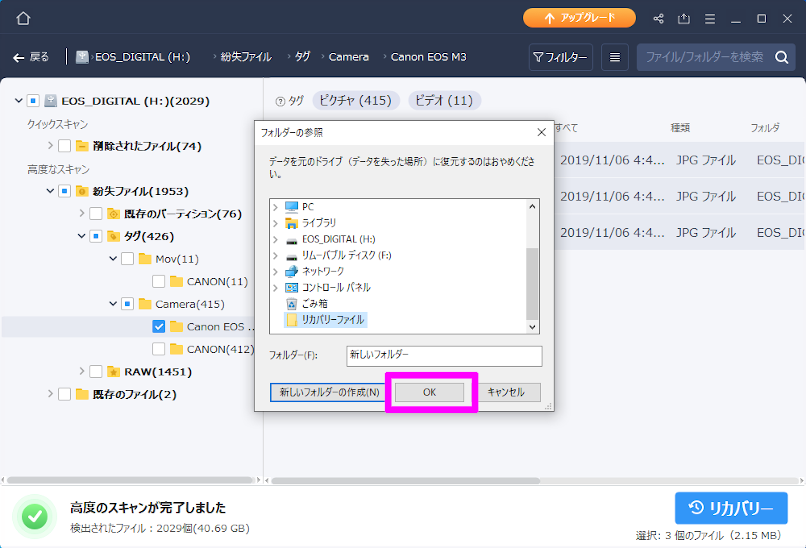 アップグレード
戻る
EOS_DIGITAL (H:) › 紛失ファイル › タグ › Camera › Canon EOS M3
フィルター
ファイル/フォルダーを検索
EOS_DIGITAL (H:)(2029)
クイックスキャン
削除されたファイル(74)
高度なスキャン
紛失ファイル(1953)
既存のパーティション(76)
タグ(426)
Mov(11)
CANON(11)
Camera(415)
Canon EOS ...
CANON(412)
RAW(1451)
既存のファイル(2)
タグ ピクチャ (415) ビデオ (11)
すべて 種類 フォルダ
2019/11/06 4:4... JPG ファイル EOS_DIG
2019/11/06 4:4... JPG ファイル EOS_DIG
2019/11/06 4:4... JPG ファイル EOS_DIG
フォルダーの参照
データを元のドライブ（データを失った場所）に復元するのはおやめくださ
い。
PC
ライブラリ
EOS_DIGITAL (H:)
リムーバブル ディスク (F:)
ネットワーク
コントロール パネル
ごみ箱
リカバリーファイル
フォルダー(F): 新しいフォルダー
新しいフォルダーの作成(N) OK キャンセル
高度のスキャンが完了しました
検出されたファイル：2029個(40.69 GB)
リカバリー
選択: 3 個のファイル（2.15 MB）